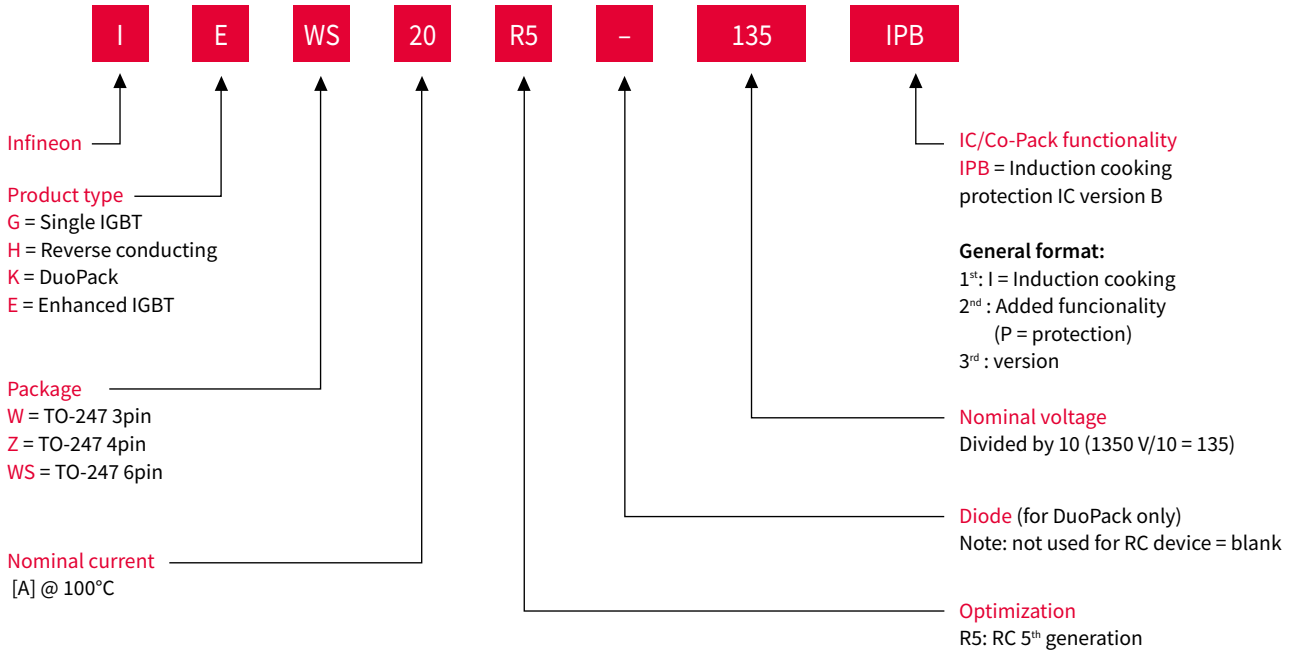 I E WS 20 R5 – 135 IPB
Infineon
Product type
G = Single IGBT
H = Reverse conducting
K = DuoPack
E = Enhanced IGBT
Package
W = TO-247 3pin
Z = TO-247 4pin
WS = TO-247 6pin
Nominal current
[A] @ 100°C
IC/Co-Pack functionality
IPB = Induction cooking
protection IC version B
General format:
1st: I = Induction cooking
2nd : Added funcionality
(P = protection)
3rd : version
Nominal voltage
Divided by 10 (1350 V/10 = 135)
Diode (for DuoPack only)
Note: not used for RC device = blank
Optimization
R5: RC 5th generation